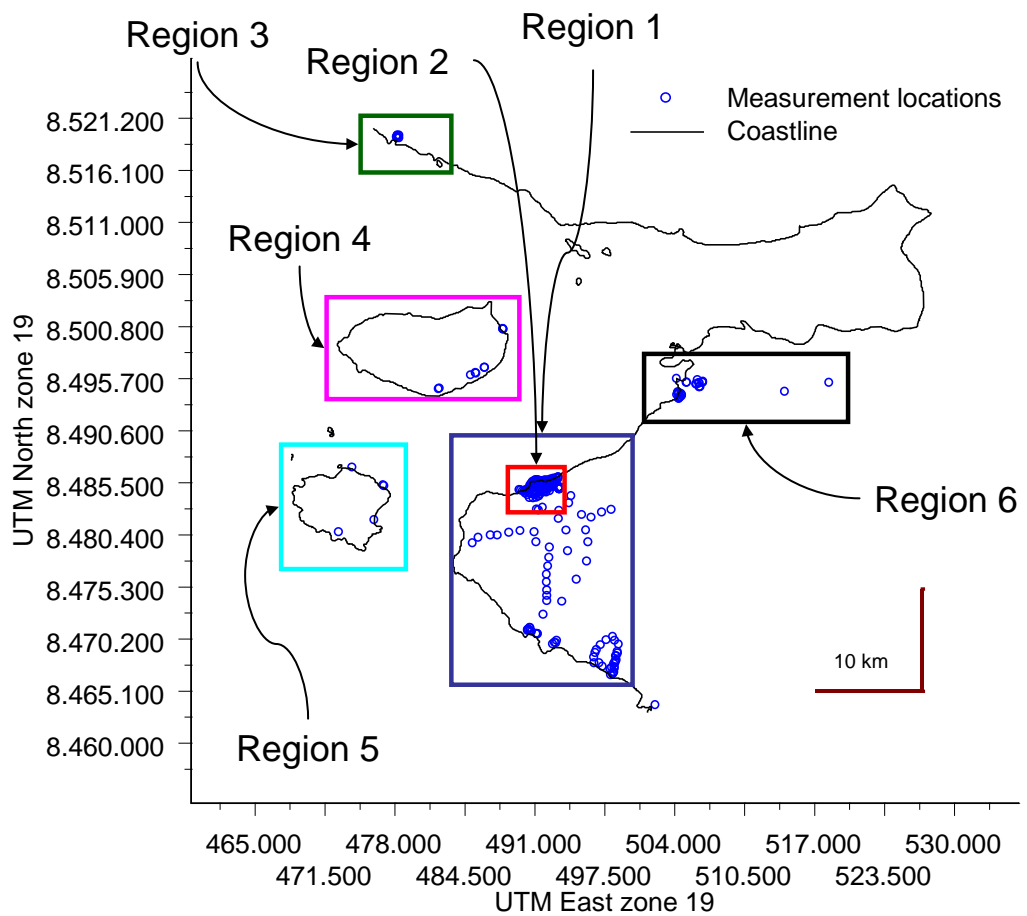 Region 1
Region 3
Region 2
Measurement locations
Coastline
8.521.200
8.516.100
8.511.000
Region 4
8.505.900
8.500.800
8.495.700
8.490.600
8.485.500
Region 6
8.480.400
8.475.300
8.470.200
10 km
8.465.100
8.460.000
Region 5
UTM North zone 19
465.000 478.000 491.000 504.000 517.000 530.000
471.500 484.500 497.500 510.500 523.500
UTM East zone 19